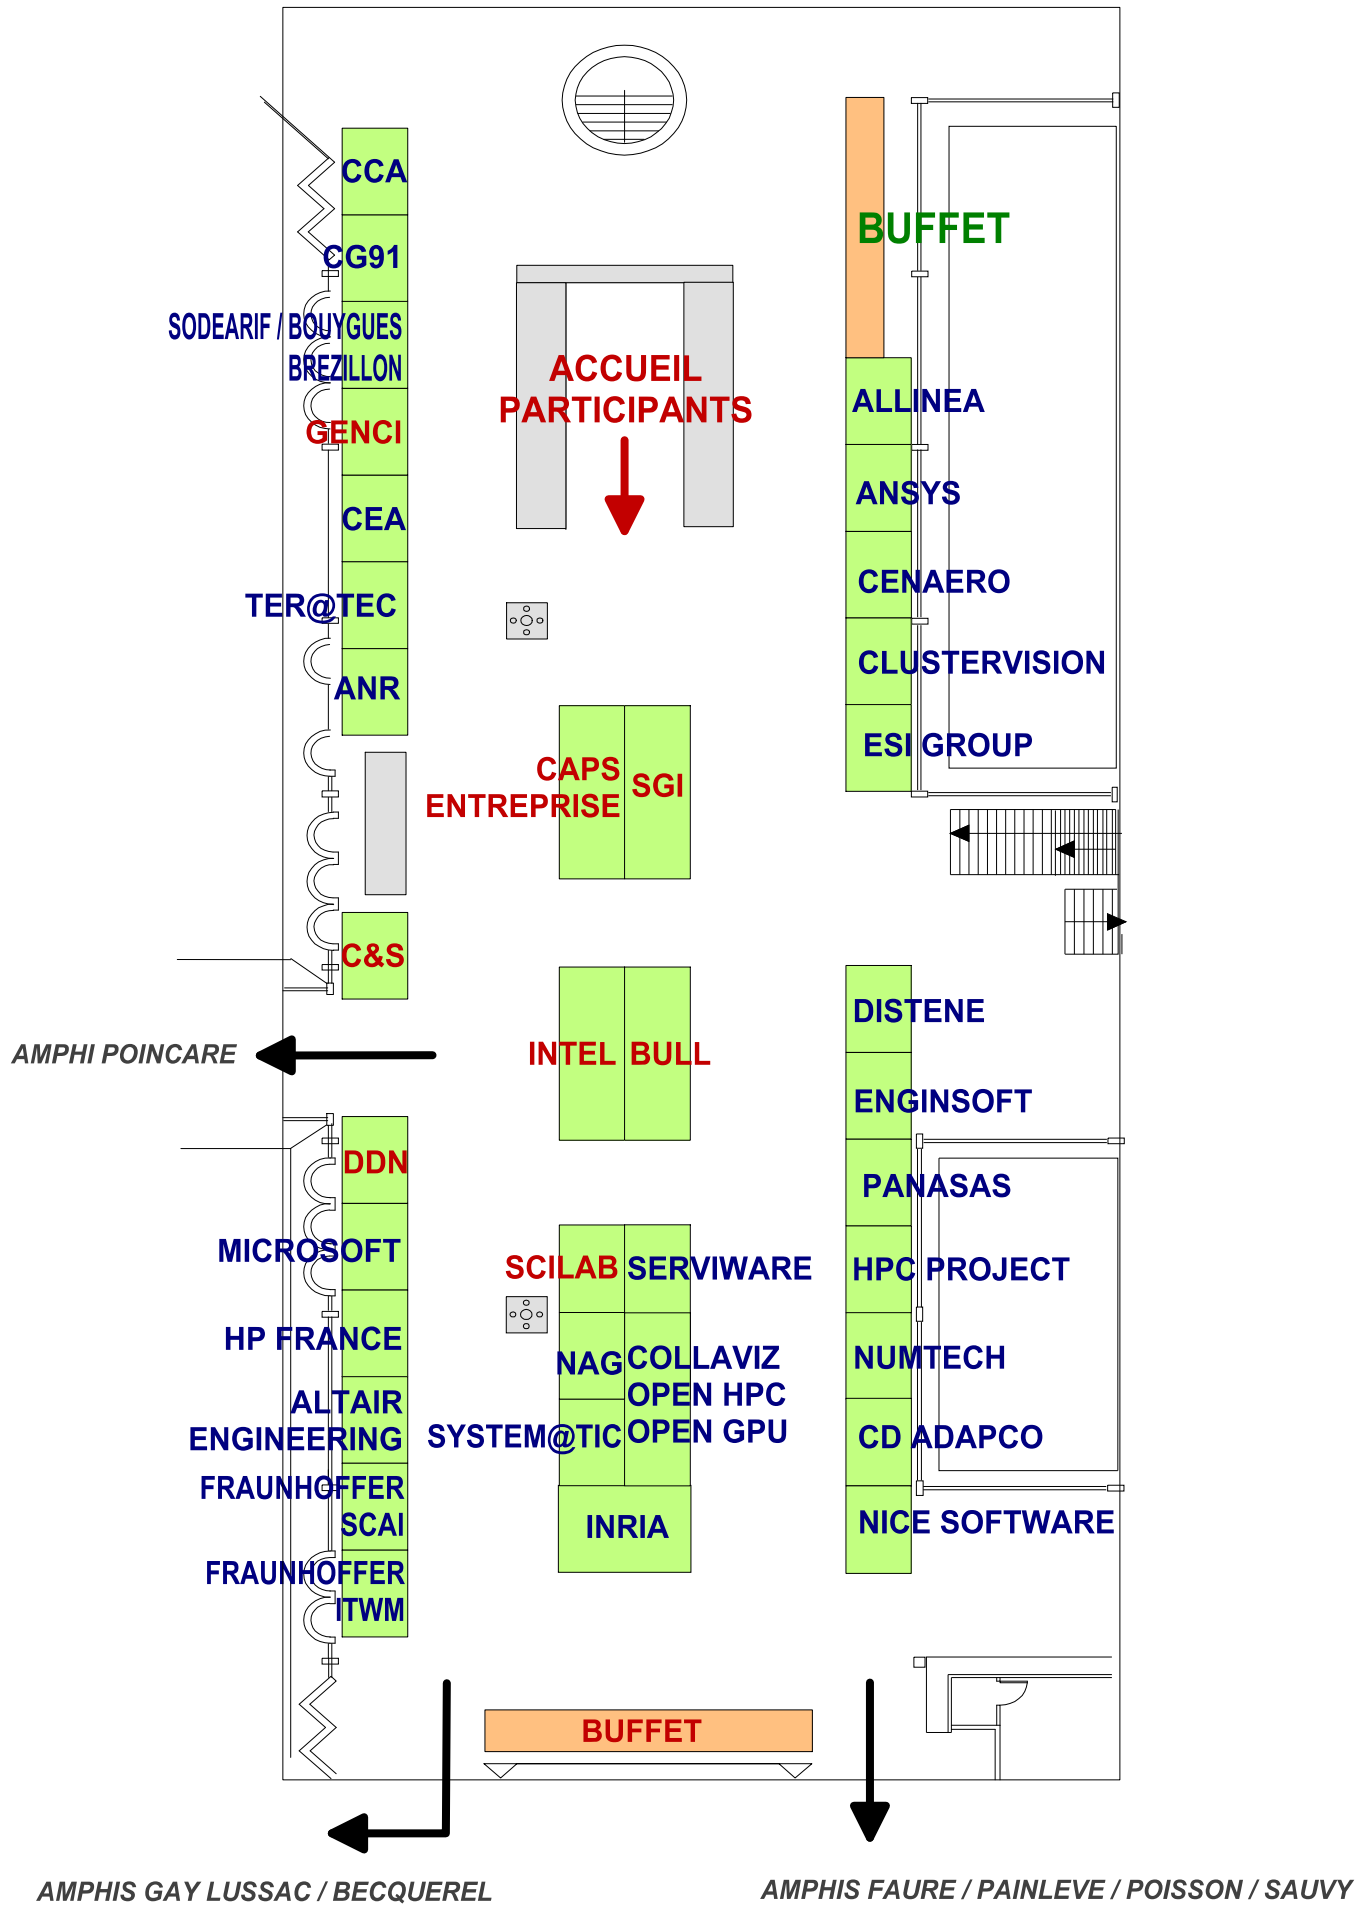 CCA
CG91
SODEARIF / BOUYGUES
BREZILLON
GENCI
CEA
TER@TEC
ANR
C&S
AMPHI POINCARE
DDN
MICROSOFT
HP FRANCE
ALTAIR
ENGINEERING
FRAUNHOFFER
SCAI
FRAUNHOFFER
ITWM
ACCUEIL
PARTICIPANTS
CAPS
ENTREPRISE
SGI
INTEL
BULL
SCILAB
SERVIWARE
NAG
COLLAVIZ
OPEN HPC
OPEN GPU
SYSTEM@TIC
INRIA
BUFFET
BUFFET
ALLINEA
ANSYS
CENAERO
CLUSTERVISION
ESI GROUP
DISTENE
ENGINSOFT
PANASAS
HPC PROJECT
NUMTECH
CD ADAPCO
NICE SOFTWARE
AMPHIS GAY LUSSAC / BECQUEREL
AMPHIS FAURE / PAINLEVE / POISSON / SAUVY